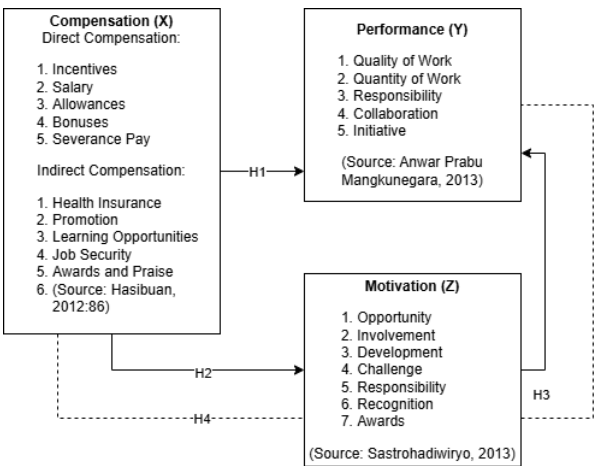 Compensation (X)
Direct Compensation:
1. Incentives
2. Salary
3. Allowances
4. Bonuses
5. Severance Pay
Indirect Compensation:
1. Health Insurance
2. Promotion
3. Learning Opportunities
4. Job Security
5. Awards and Praise
6. (Source: Hasibuan,
2012:86)
H1
Performance (Y)
1. Quality of Work
2. Quantity of Work
3. Responsibility
4. Collaboration
5. Initiative
(Source: Anwar Prabu
Mangkunegara, 2013)
H2
H4
Motivation (Z)
1. Opportunity
2. Involvement
3. Development
4. Challenge
5. Responsibility
6. Recognition
7. Awards
(Source: Sastrohadiwiryo, 2013)
H3